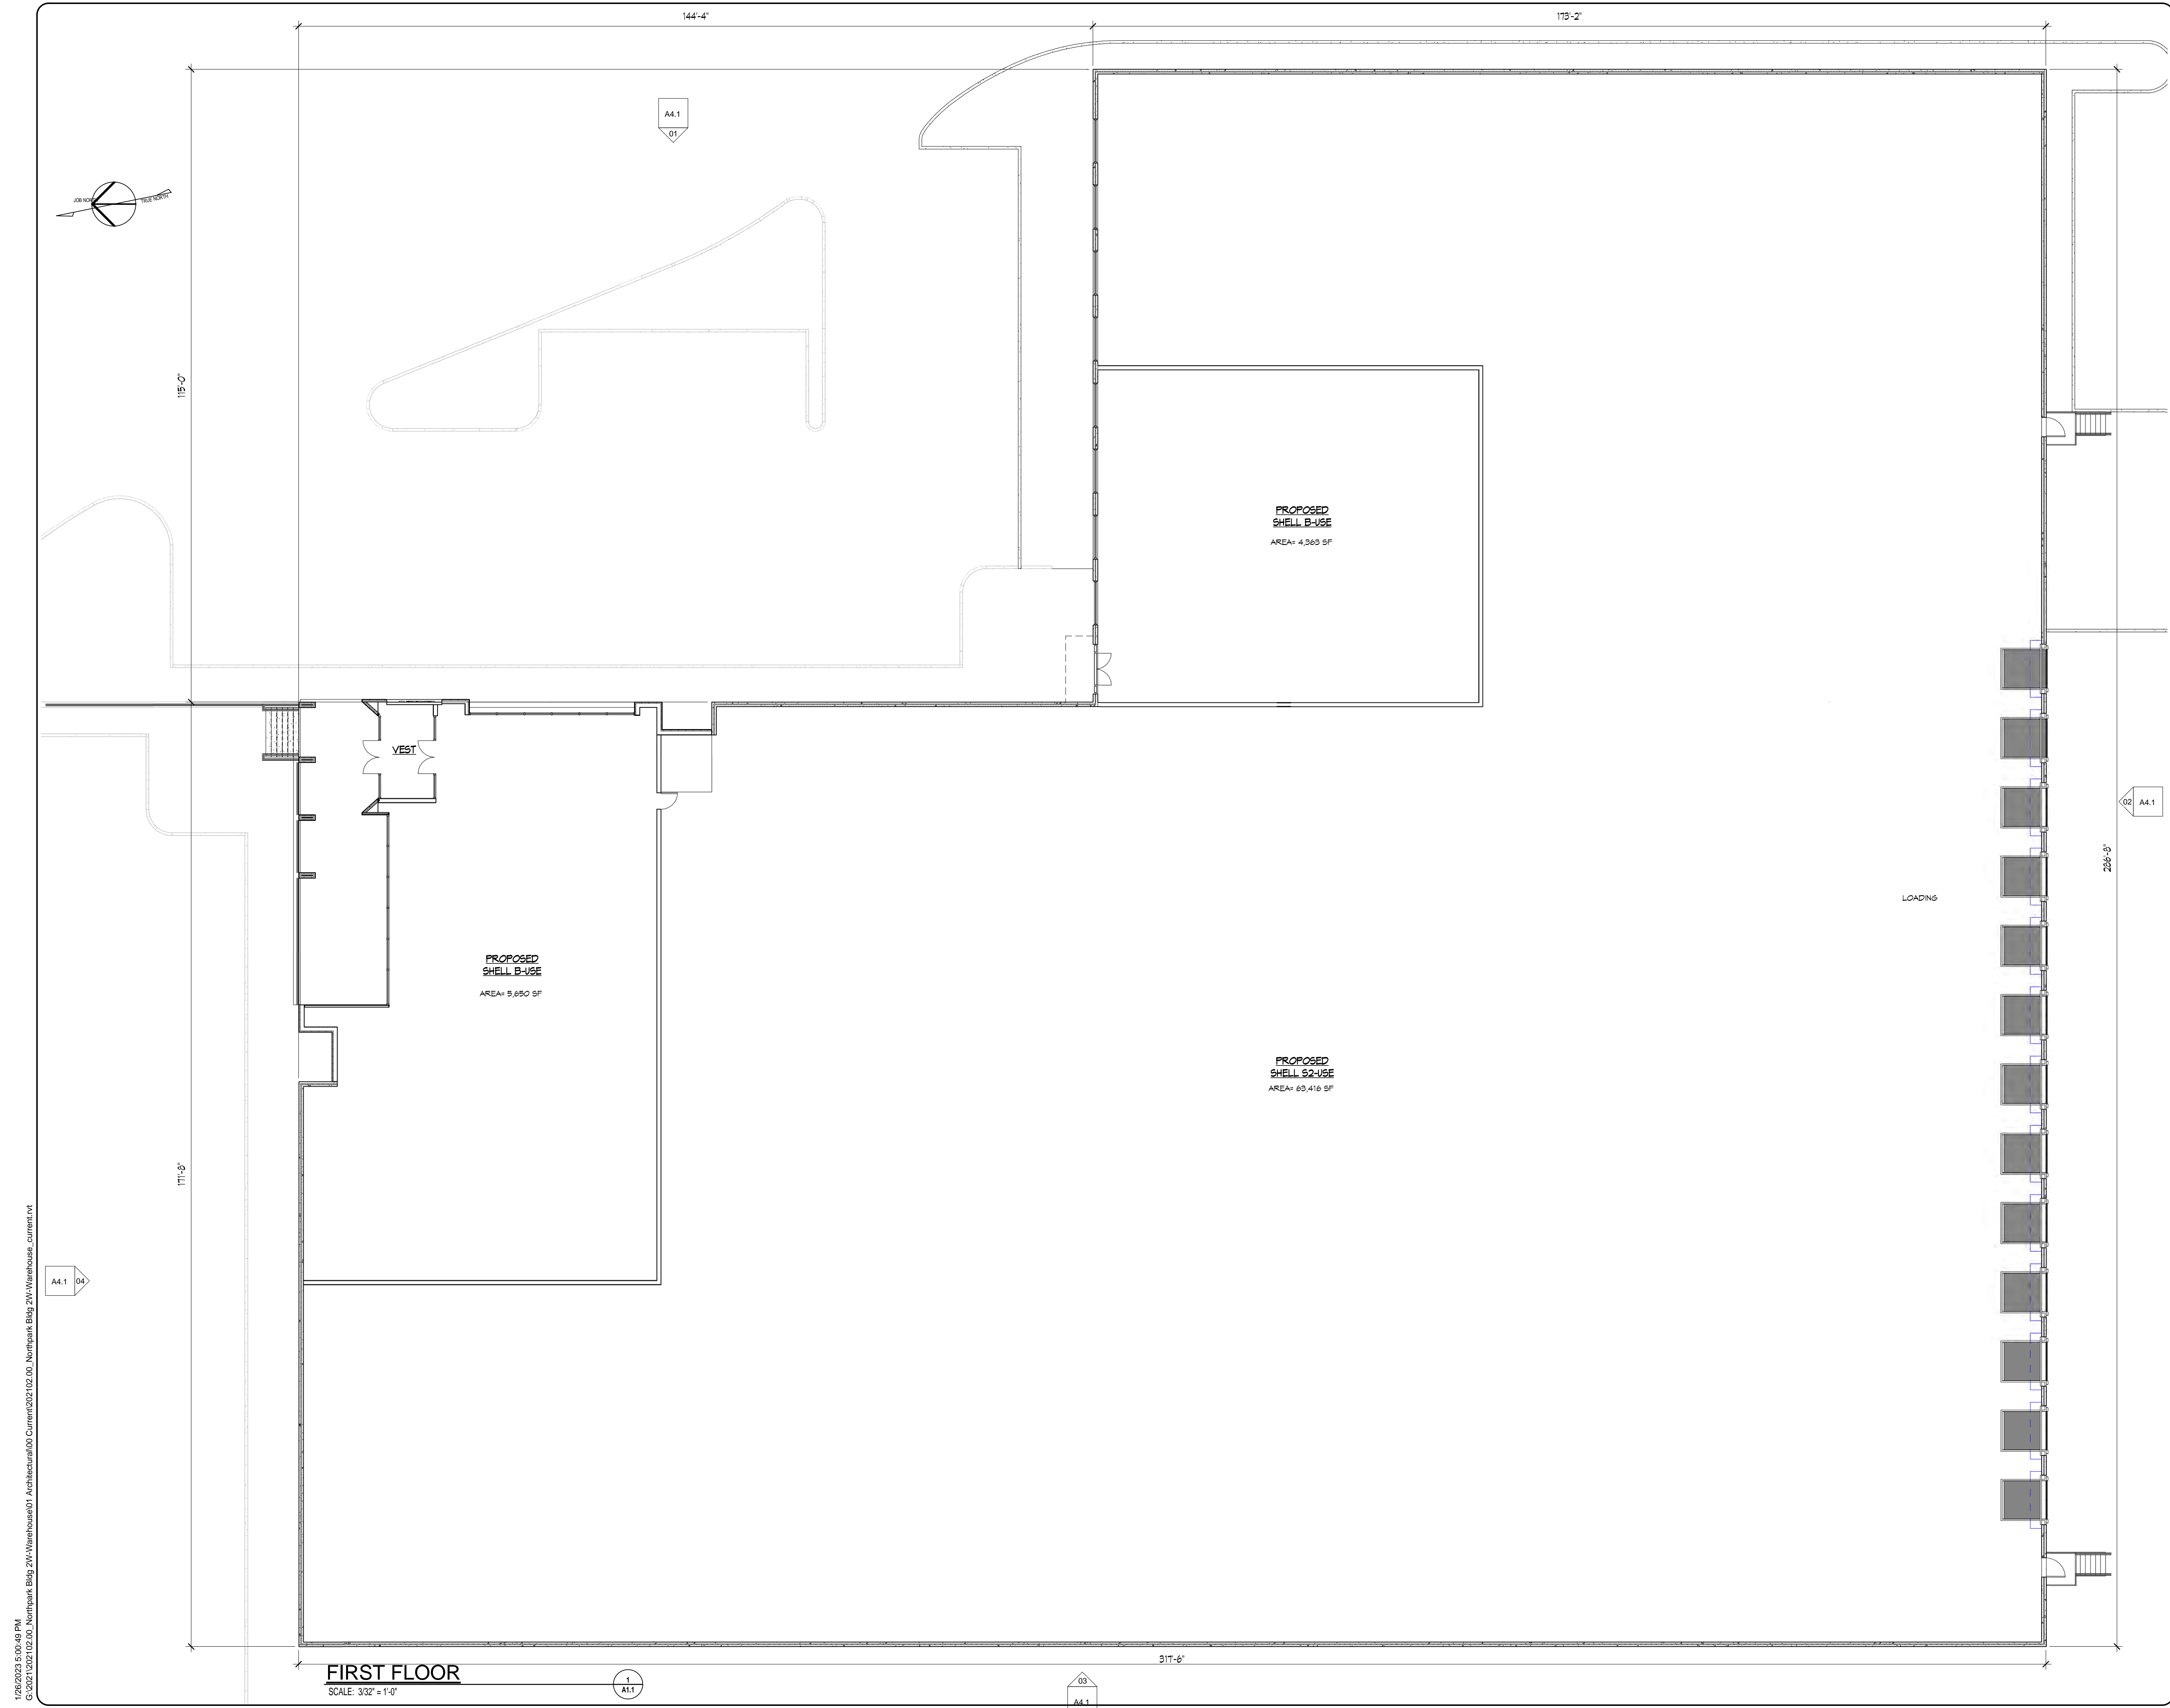 144'-4"
173'-2"
A4.1
01
JOB NORTH
TRUE NORTH
115'-0"
PROPOSED
SHELL B-USE
AREA= 4,363 SF
VEST
02
A4.1
286'-8"
LOADING
PROPOSED
SHELL B-USE
AREA= 5,650 SF
PROPOSED
SHELL S2-USE
AREA= 63,416 SF
171'-8"
A4.1
04
317'-6"
FIRST FLOOR
SCALE: 3/32" = 1'-0"
1
A1.1
03
A4.1
1/26/2023 5:00:49 PM
G:\2021\202102.00_Northpark Bldg 2W-Warehouse\01 Architectural\00 Current\202102.00_Northpark Bldg 2W-Warehouse_current.rvt